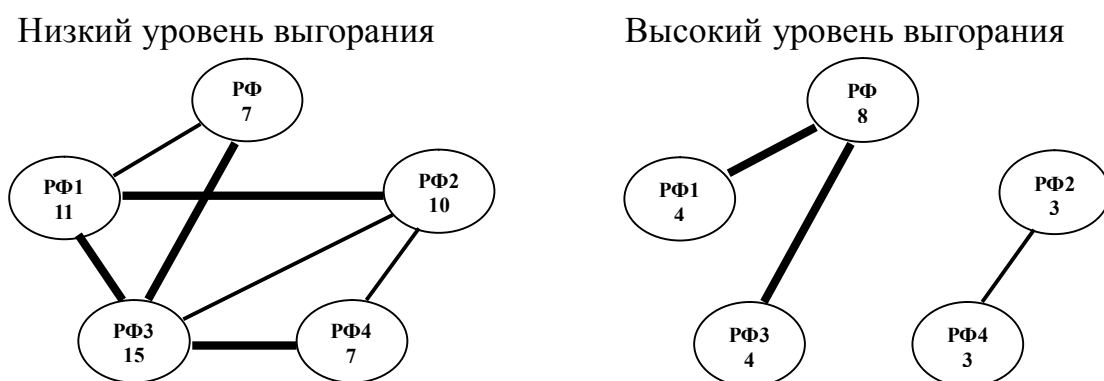 Низкий уровень выгорания
РФ
7
РФ1
11
РФ2
10
РФ3
15
РФ4
7
Высокий уровень выгорания
РФ
8
РФ1
4
РФ2
3
РФ3
4
РФ4
3